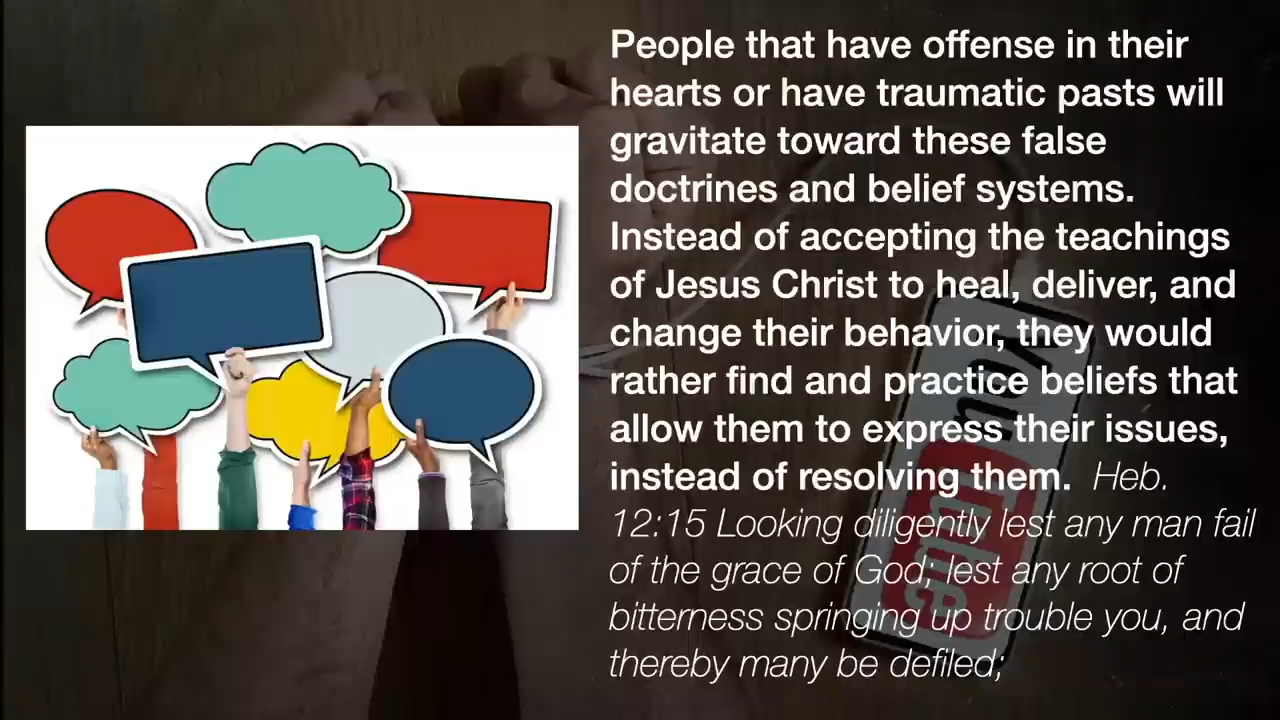 People that have offense in their
hearts or have traumatic pasts will
gravitate toward these false
doctrines and belief systems.
Instead of accepting the teachings
of Jesus Christ to heal, deliver, and
change their behavior, they would
rather find and practice beliefs that
allow them to express their issues,
instead of resolving them. Heb.
12:15 Looking diligently lest any man fail
of the grace of God; lest any root of
bitterness springing up trouble you, and
thereby many be defiled;
You
Tube